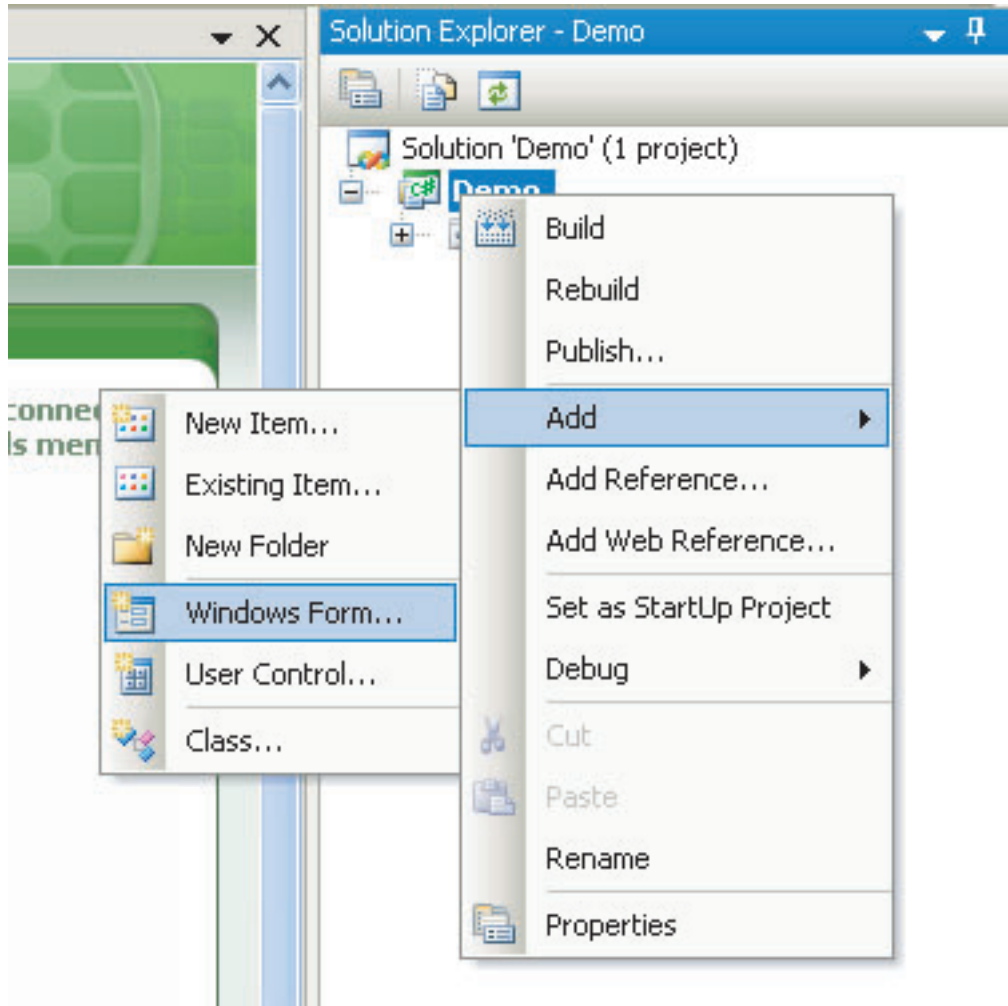 Solution Explorer - Demo
Solution 'Demo' (1 project)
Demo
Build
Rebuild
Publish...
Add
Add Reference...
Add Web Reference...
Set as StartUp Project
Debug
Cut
Paste
Rename
Properties
New Item...
Existing Item...
New Folder
Windows Form...
User Control...
Class...